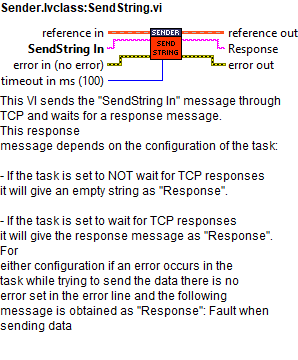 Sender.lvclass:SendString.vi
reference in
SENDER
reference out
SendString In
SEND
STRING
Response
error in (no error)
error out
timeout in ms (100)
This VI sends the "SendString In" message through
TCP and waits for a response message.
This response
message depends on the configuration of the task:
- If the task is set to NOT wait for TCP responses
it will give an empty string as "Response".
- If the task is set to wait for TCP responses
it will give the response message as "Response".
For
either configuration if an error occurs in the
task while trying to send the data there is no
error set in the error line and the following
message is obtained as "Response": Fault when
sending data